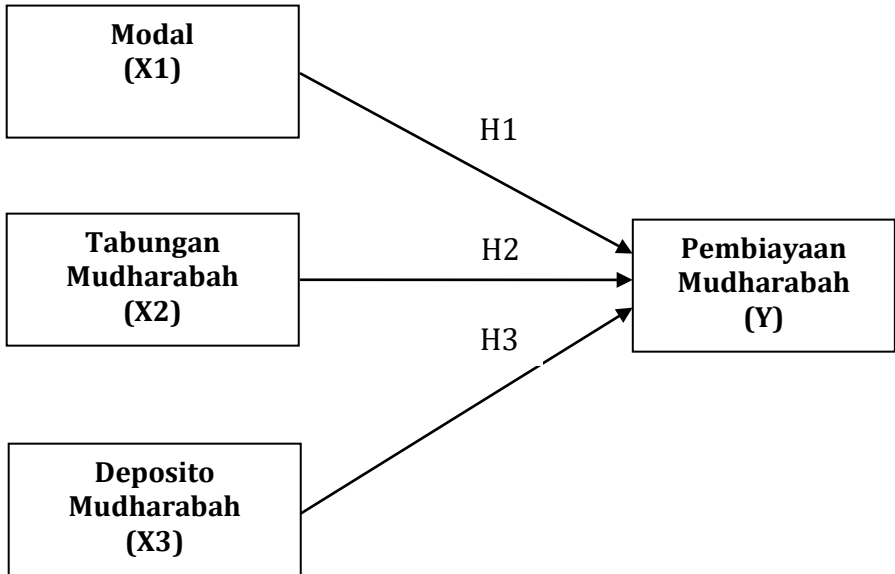 Modal
(X1)
H1
Tabungan
Mudharabah
(X2)
H2
Pembiayaan
Mudharabah
(Y)
H3
Deposito
Mudharabah
(X3)